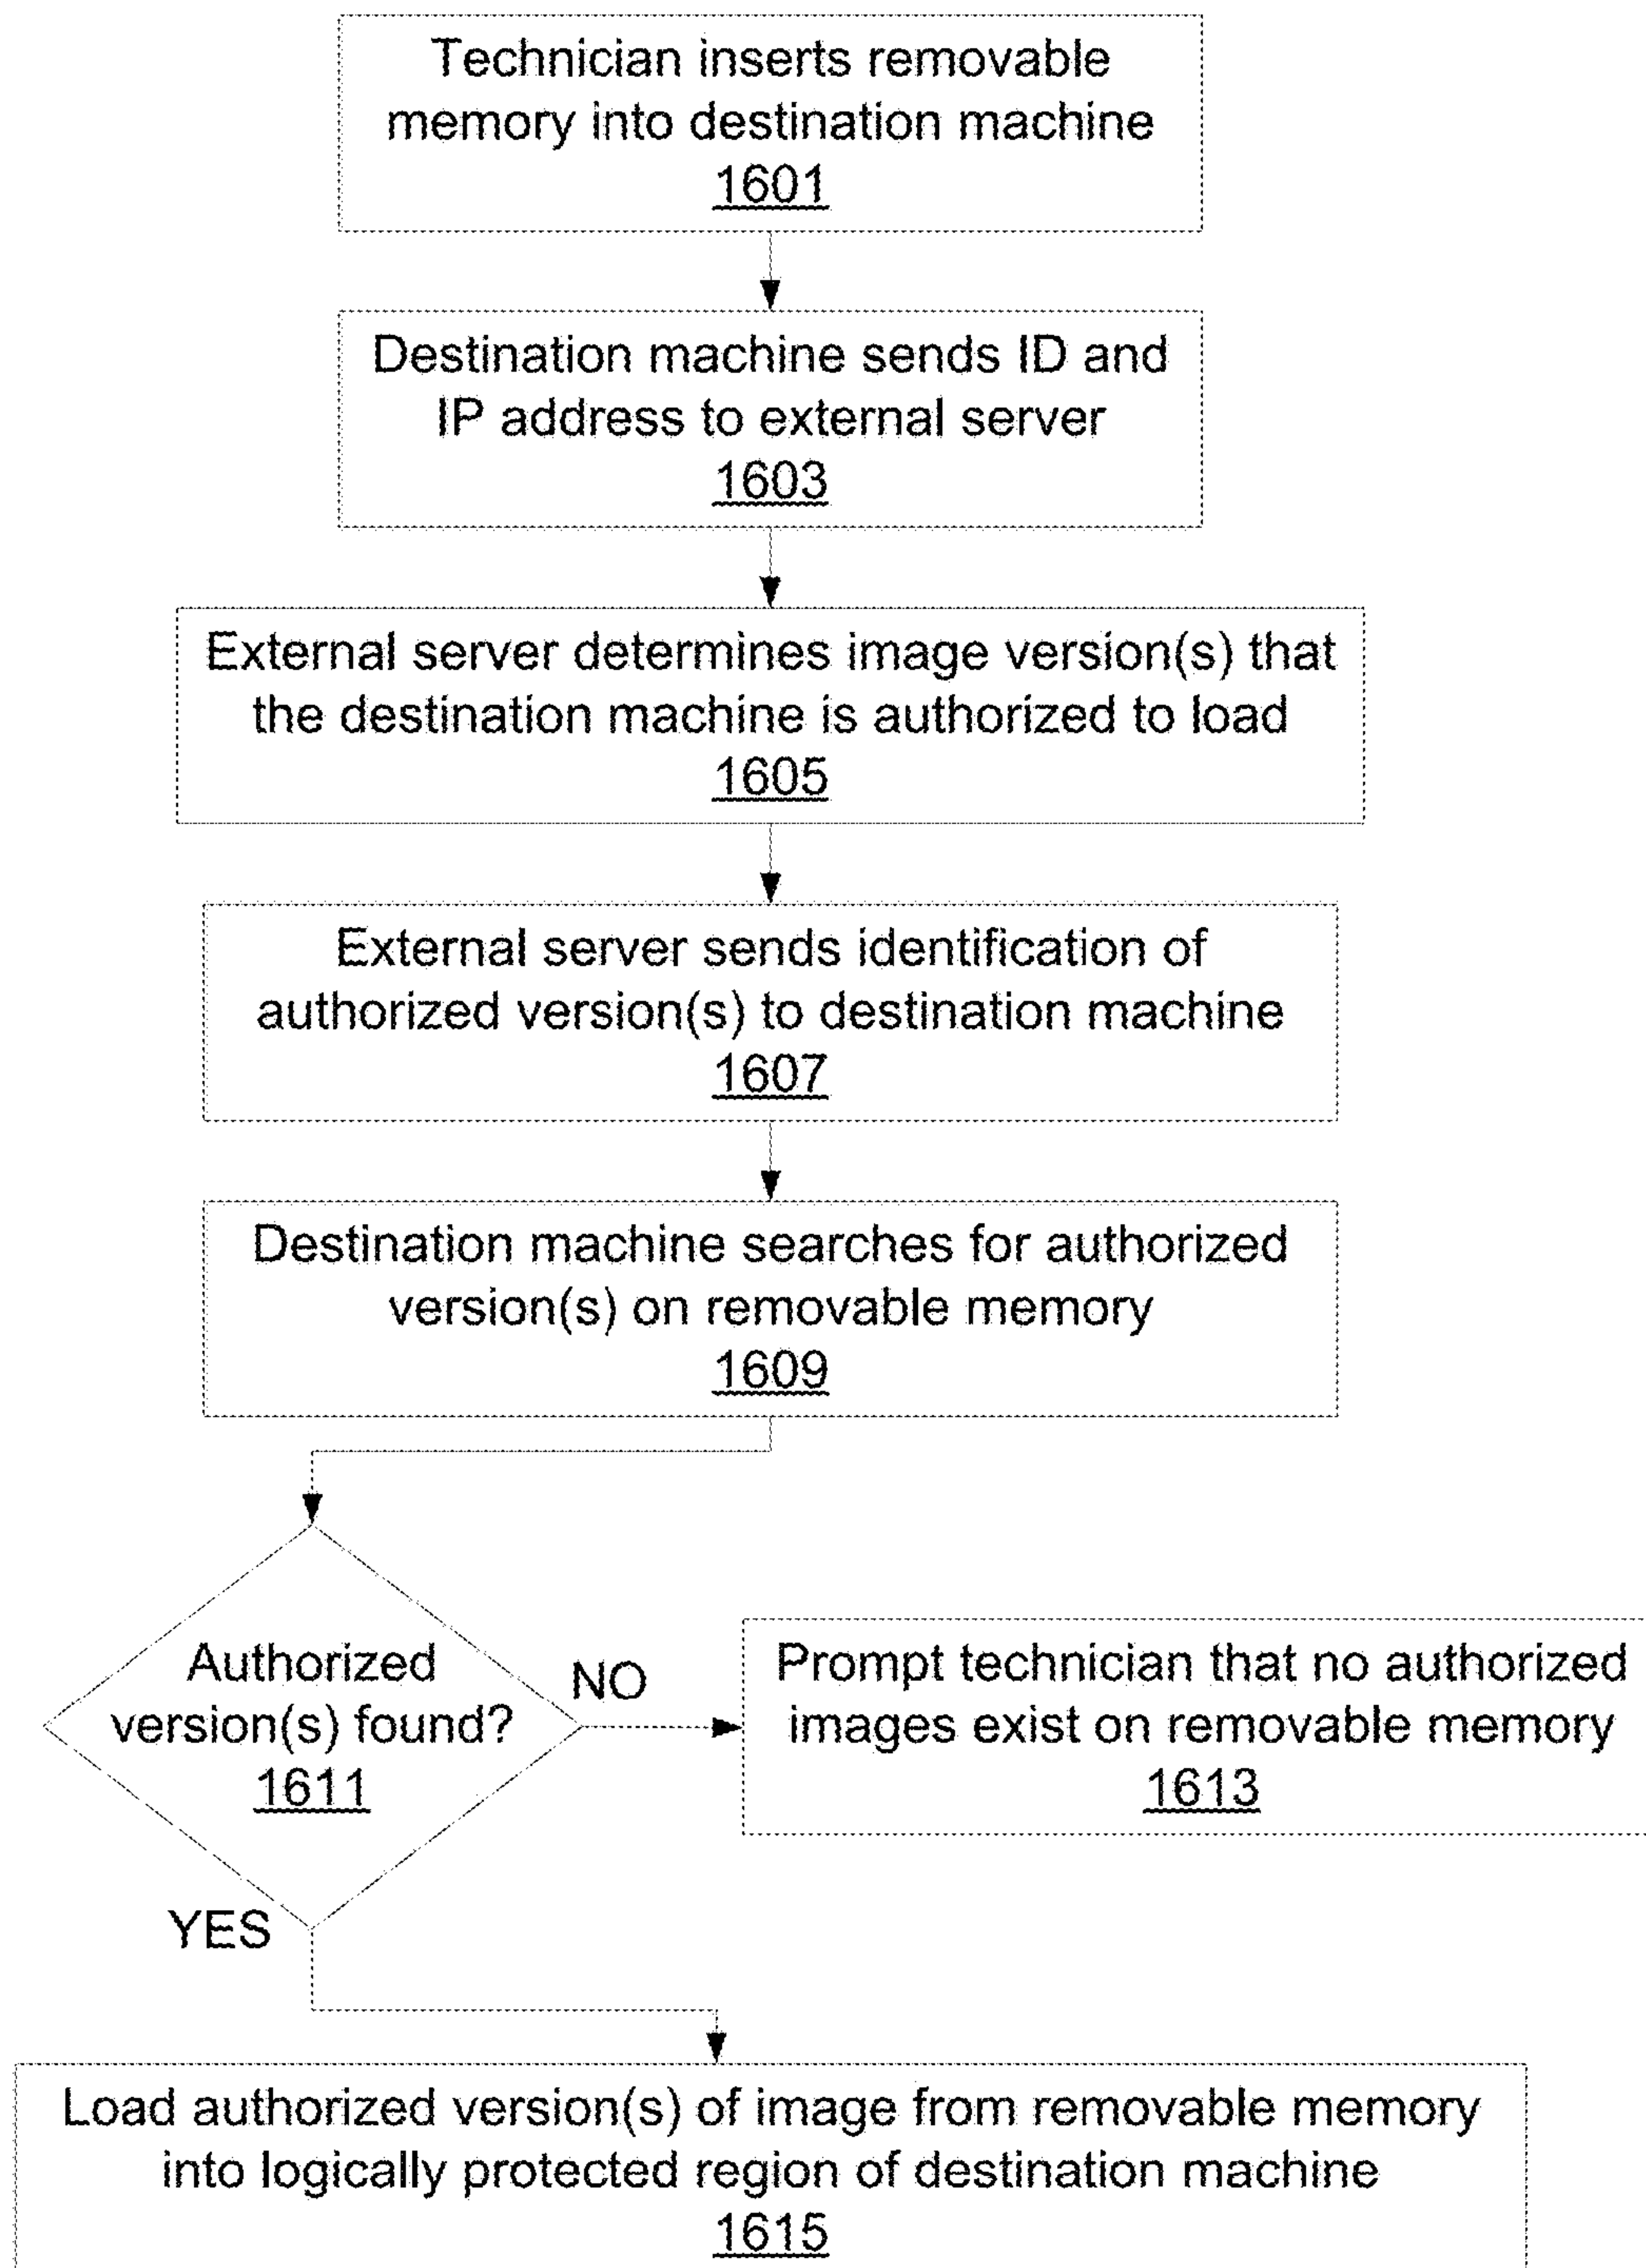 Technician inserts removable
memory into destination machine
1601
Destination machine sends ID and
IP address to external server
1603
External server determines image version(s) that
the destination machine is authorized to load
1605
External server sends identification of
authorized version(s) to destination machine
1607
Destination machine searches for authorized
version(s) on removable memory
1609
Authorized
version(s) found?
1611
NO
Prompt technician that no authorized
images exist on removable memory
1613
YES
Load authorized version(s) of image from removable memory
into logically protected region of destination machine
1615